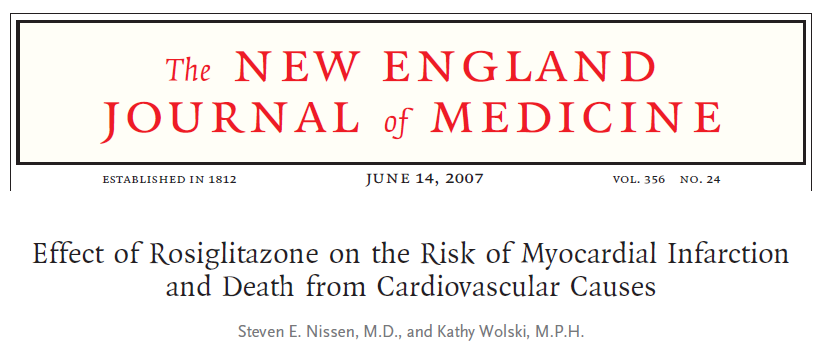 The NEW ENGLAND
JOURNAL of MEDICINE
ESTABLISHED IN 1812 JUNE 14, 2007 VOL. 356 NO. 24
Effect of Rosiglitazone on the Risk of Myocardial Infarction
and Death from Cardiovascular Causes
Steven E. Nissen, M.D., and Kathy Wolski, M.P.H.